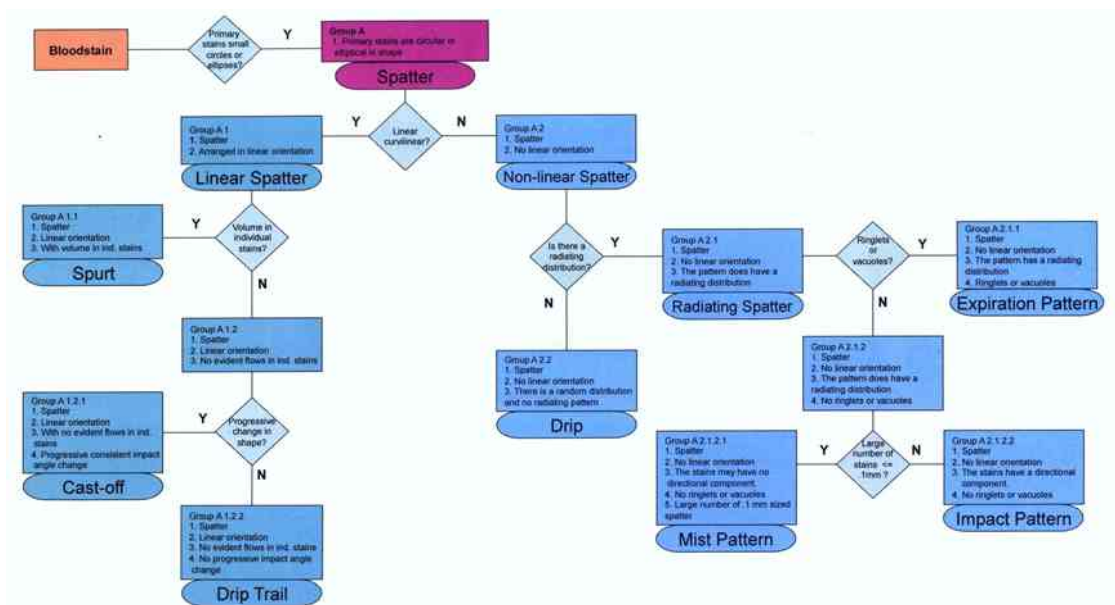 Bloodstain
Primary
stains small
circles or
ellipses?
Y
Group A
1. Primary stains are circular or
elliptical in shape
Spatter
Group A 1
1. Spatter
2. Arranged in linear orientation
Linear Spatter
Y
Linear
curvilinear?
N
Group A 2
1. Spatter
2. No linear orientation
Non-linear Spatter
Group A 1.1
1. Spatter
2. Linear orientation
3. With volume in ind. stains
Spurt
Y
Volume in
individual
stains?
N
Is there a
radiating
distribution?
Y
N
Group A 2.1
1. Spatter
2. No linear orientation
3. The pattern does have a
radiating distribution
Radiating Spatter
Ringlets
or
vacuoles?
Y
N
Group A 2.1.1
1. Spatter
2. No linear orientation
3. The pattern has a radiating
distribution
4. Ringlets or vacuoles
Expiration Pattern
Group A 1.2
1. Spatter
2. Linear orientation
3. No evident flows in ind. stains
Group A 2.2
1. Spatter
2. No linear orientation
3. There is a random distribution
and no radiating pattern
Drip
Group A 2.1.2
1. Spatter
2. No linear orientation
3. The pattern does have a
radiating distribution
4. No ringlets or vacuoles
Group A 1.2.1
1. Spatter
2. Linear orientation
3. With no evident flows in ind.
stains
4. Progressive consistent impact
angle change
Cast-off
Y
Progressive
change in
shape?
N
Group A 2.1.2.1
1. Spatter
2. No linear orientation
3. The stains may have no
directional component.
4. No ringlets or vacuoles
5. Large number of .1 mm sized
spatter
Mist Pattern
Y
Large
number of
stains <=
.1mm ?
N
Group A 2.1.2.2
1. Spatter
2. No linear orientation
3. The stains have a directional
component.
4. No ringlets or vacuoles
Impact Pattern
Group A 1.2.2
1. Spatter
2. Linear orientation
3. No evident flows in ind. stains
4. No progressive impact angle
change
Drip Trail